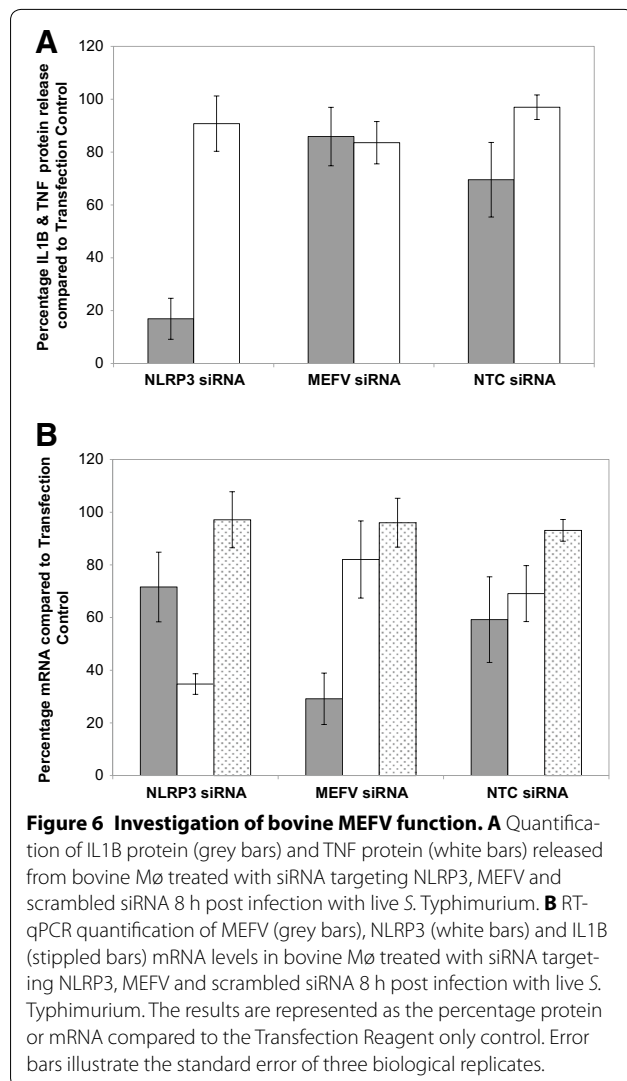 A
Percentage IL1B & TNF protein release
compared to Transfection Control
120
100
80
60
40
20
0
NLRP3 siRNA MEFV siRNA NTC siRNA
B
Percentage mRNA compared to Transfection
Control
120
100
80
60
40
20
0
NLRP3 siRNA MEFV siRNA NTC siRNA
Figure 6 Investigation of bovine MEFV function. A Quantifica-
tion of IL1B protein (grey bars) and TNF protein (white bars) released
from bovine Mø treated with siRNA targeting NLRP3, MEFV and
scrambled siRNA 8 h post infection with live S. Typhimurium. B RT-
qPCR quantification of MEFV (grey bars), NLRP3 (white bars) and IL1B
(stippled bars) mRNA levels in bovine Mø treated with siRNA target-
ing NLRP3, MEFV and scrambled siRNA 8 h post infection with live S.
Typhimurium. The results are represented as the percentage protein
or mRNA compared to the Transfection Reagent only control. Error
bars illustrate the standard error of three biological replicates.